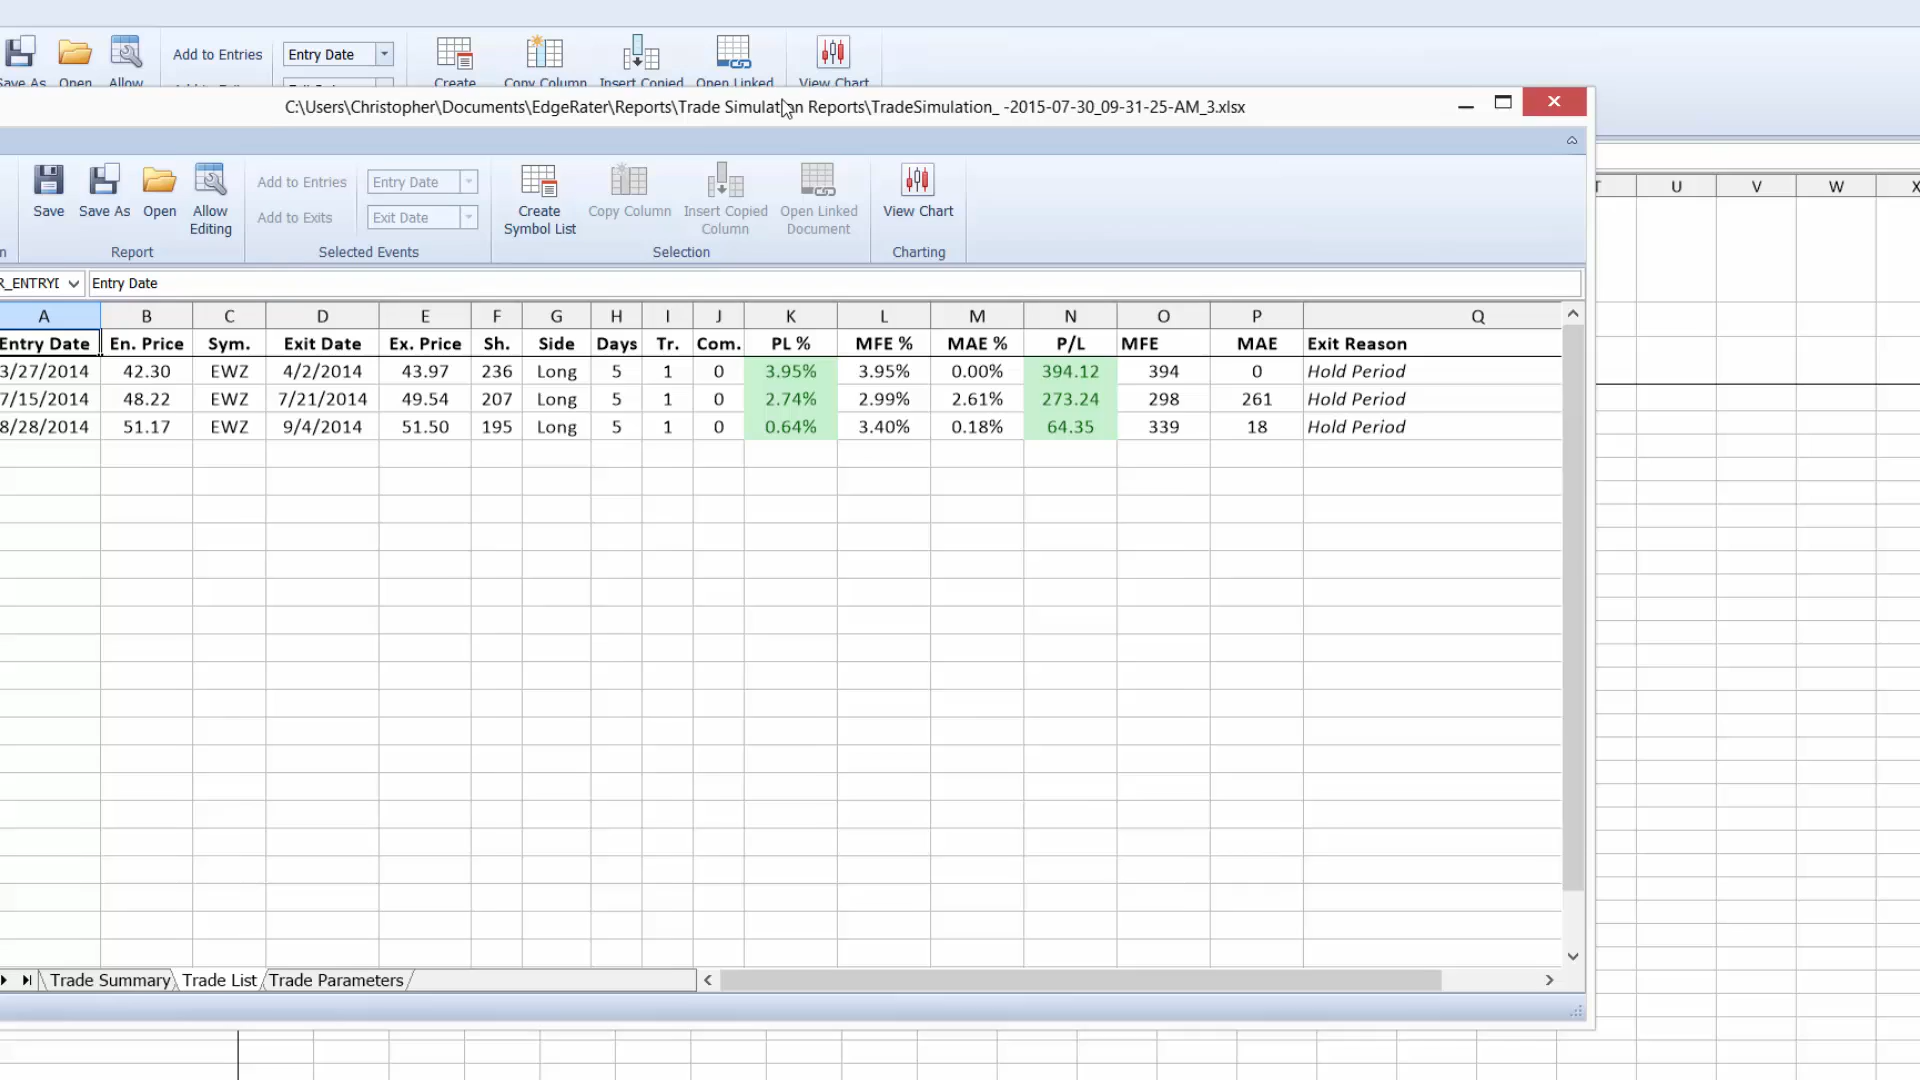 Save As Open Allow Add to Entries Entry Date Create Copy Column Insert Copied Open Linked View Chart
C:\Users\Christopher\Documents\EdgeRater\Reports\Trade Simulation Reports\TradeSimulation_ -2015-07-30_09-31-25-AM_3.xlsx
Save Save As Open Allow Editing Add to Entries Entry Date Create Symbol List Copy Column Insert Copied Column Open Linked Document View Chart
Add to Exits Exit Date
Report Selected Events Selection Charting
R_ENTRYD Entry Date
T U V W X
A B C D E F G H I J K L M N O P Q
Entry Date En. Price Sym. Exit Date Ex. Price Sh. Side Days Tr. Com. PL % MFE % MAE % P/L MFE MAE Exit Reason
3/27/2014 42.30 EWZ 4/2/2014 43.97 236 Long 5 1 0 3.95% 3.95% 0.00% 394.12 394 0 Hold Period
7/15/2014 48.22 EWZ 7/21/2014 49.54 207 Long 5 1 0 2.74% 2.99% 2.61% 273.24 298 261 Hold Period
8/28/2014 51.17 EWZ 9/4/2014 51.50 195 Long 5 1 0 0.64% 3.40% 0.18% 64.35 339 18 Hold Period
Trade Summary Trade List Trade Parameters